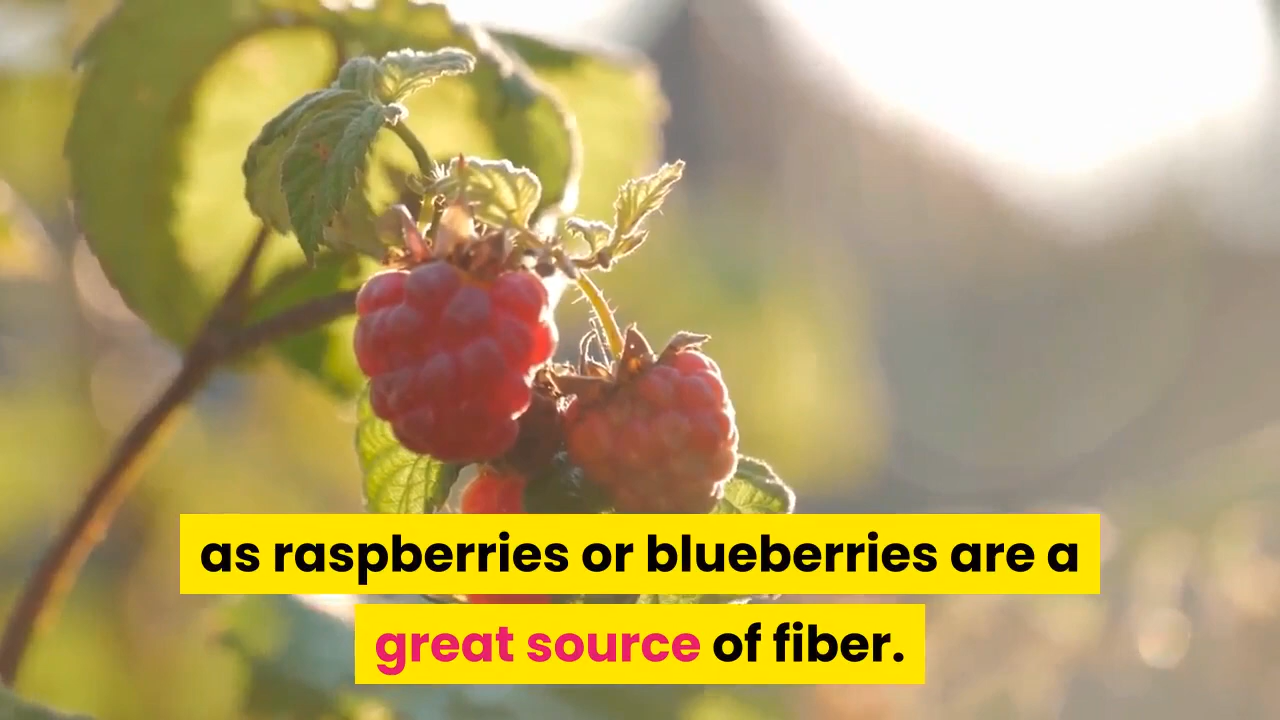 as raspberries or blueberries are a
great source of fiber.